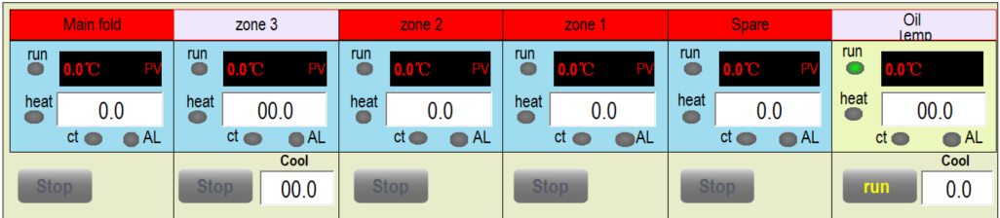 Main fold zone 3 zone 2 zone 1 Spare Oil
Temp
run run run run run run
0.0℃ PV 0.0℃ PV 0.0℃ PV 0.0℃ PV 0.0℃ PV 0.0℃
heat heat heat heat heat heat
0.0 00.0 0.0 0.0 0.0 00.0
ct AL ct AL ct AL ct AL ct AL ct AL
Cool Cool
Stop Stop 00.0 Stop Stop Stop run 0.0